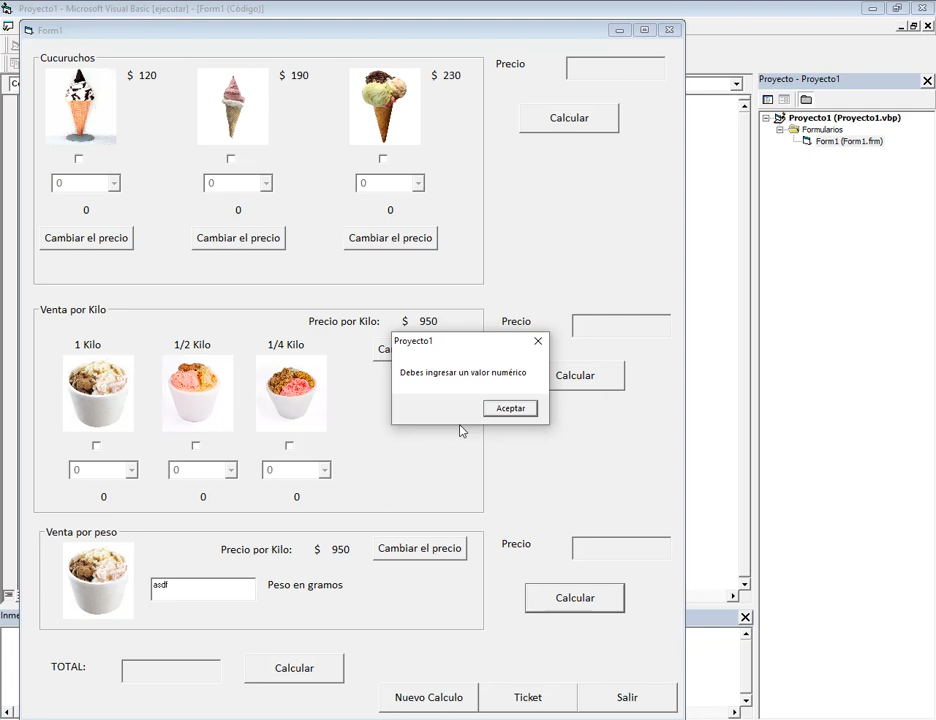 Proyecto1 - Microsoft Visual Basic [ejecutar] - [Form1 (Código)]
Form1
Cucuruchos
$ 120
$ 190
$ 230
Precio
Calcular
0
0
0
0
0
0
Cambiar el precio
Cambiar el precio
Cambiar el precio
Proyecto - Proyecto1
Proyecto1 (Proyecto1.vbp)
Formularios
Form1 (Form1.frm)
Venta por Kilo
Precio por Kilo: $ 950
Precio
1 Kilo
1/2 Kilo
1/4 Kilo
Ca
Calcular
Proyecto1
Debes ingresar un valor numérico
Aceptar
0
0
0
0
0
0
Venta por peso
Precio por Kilo: $ 950
Cambiar el precio
Precio
asdf
Peso en gramos
Calcular
Inme
TOTAL:
Calcular
Nuevo Calculo
Ticket
Salir